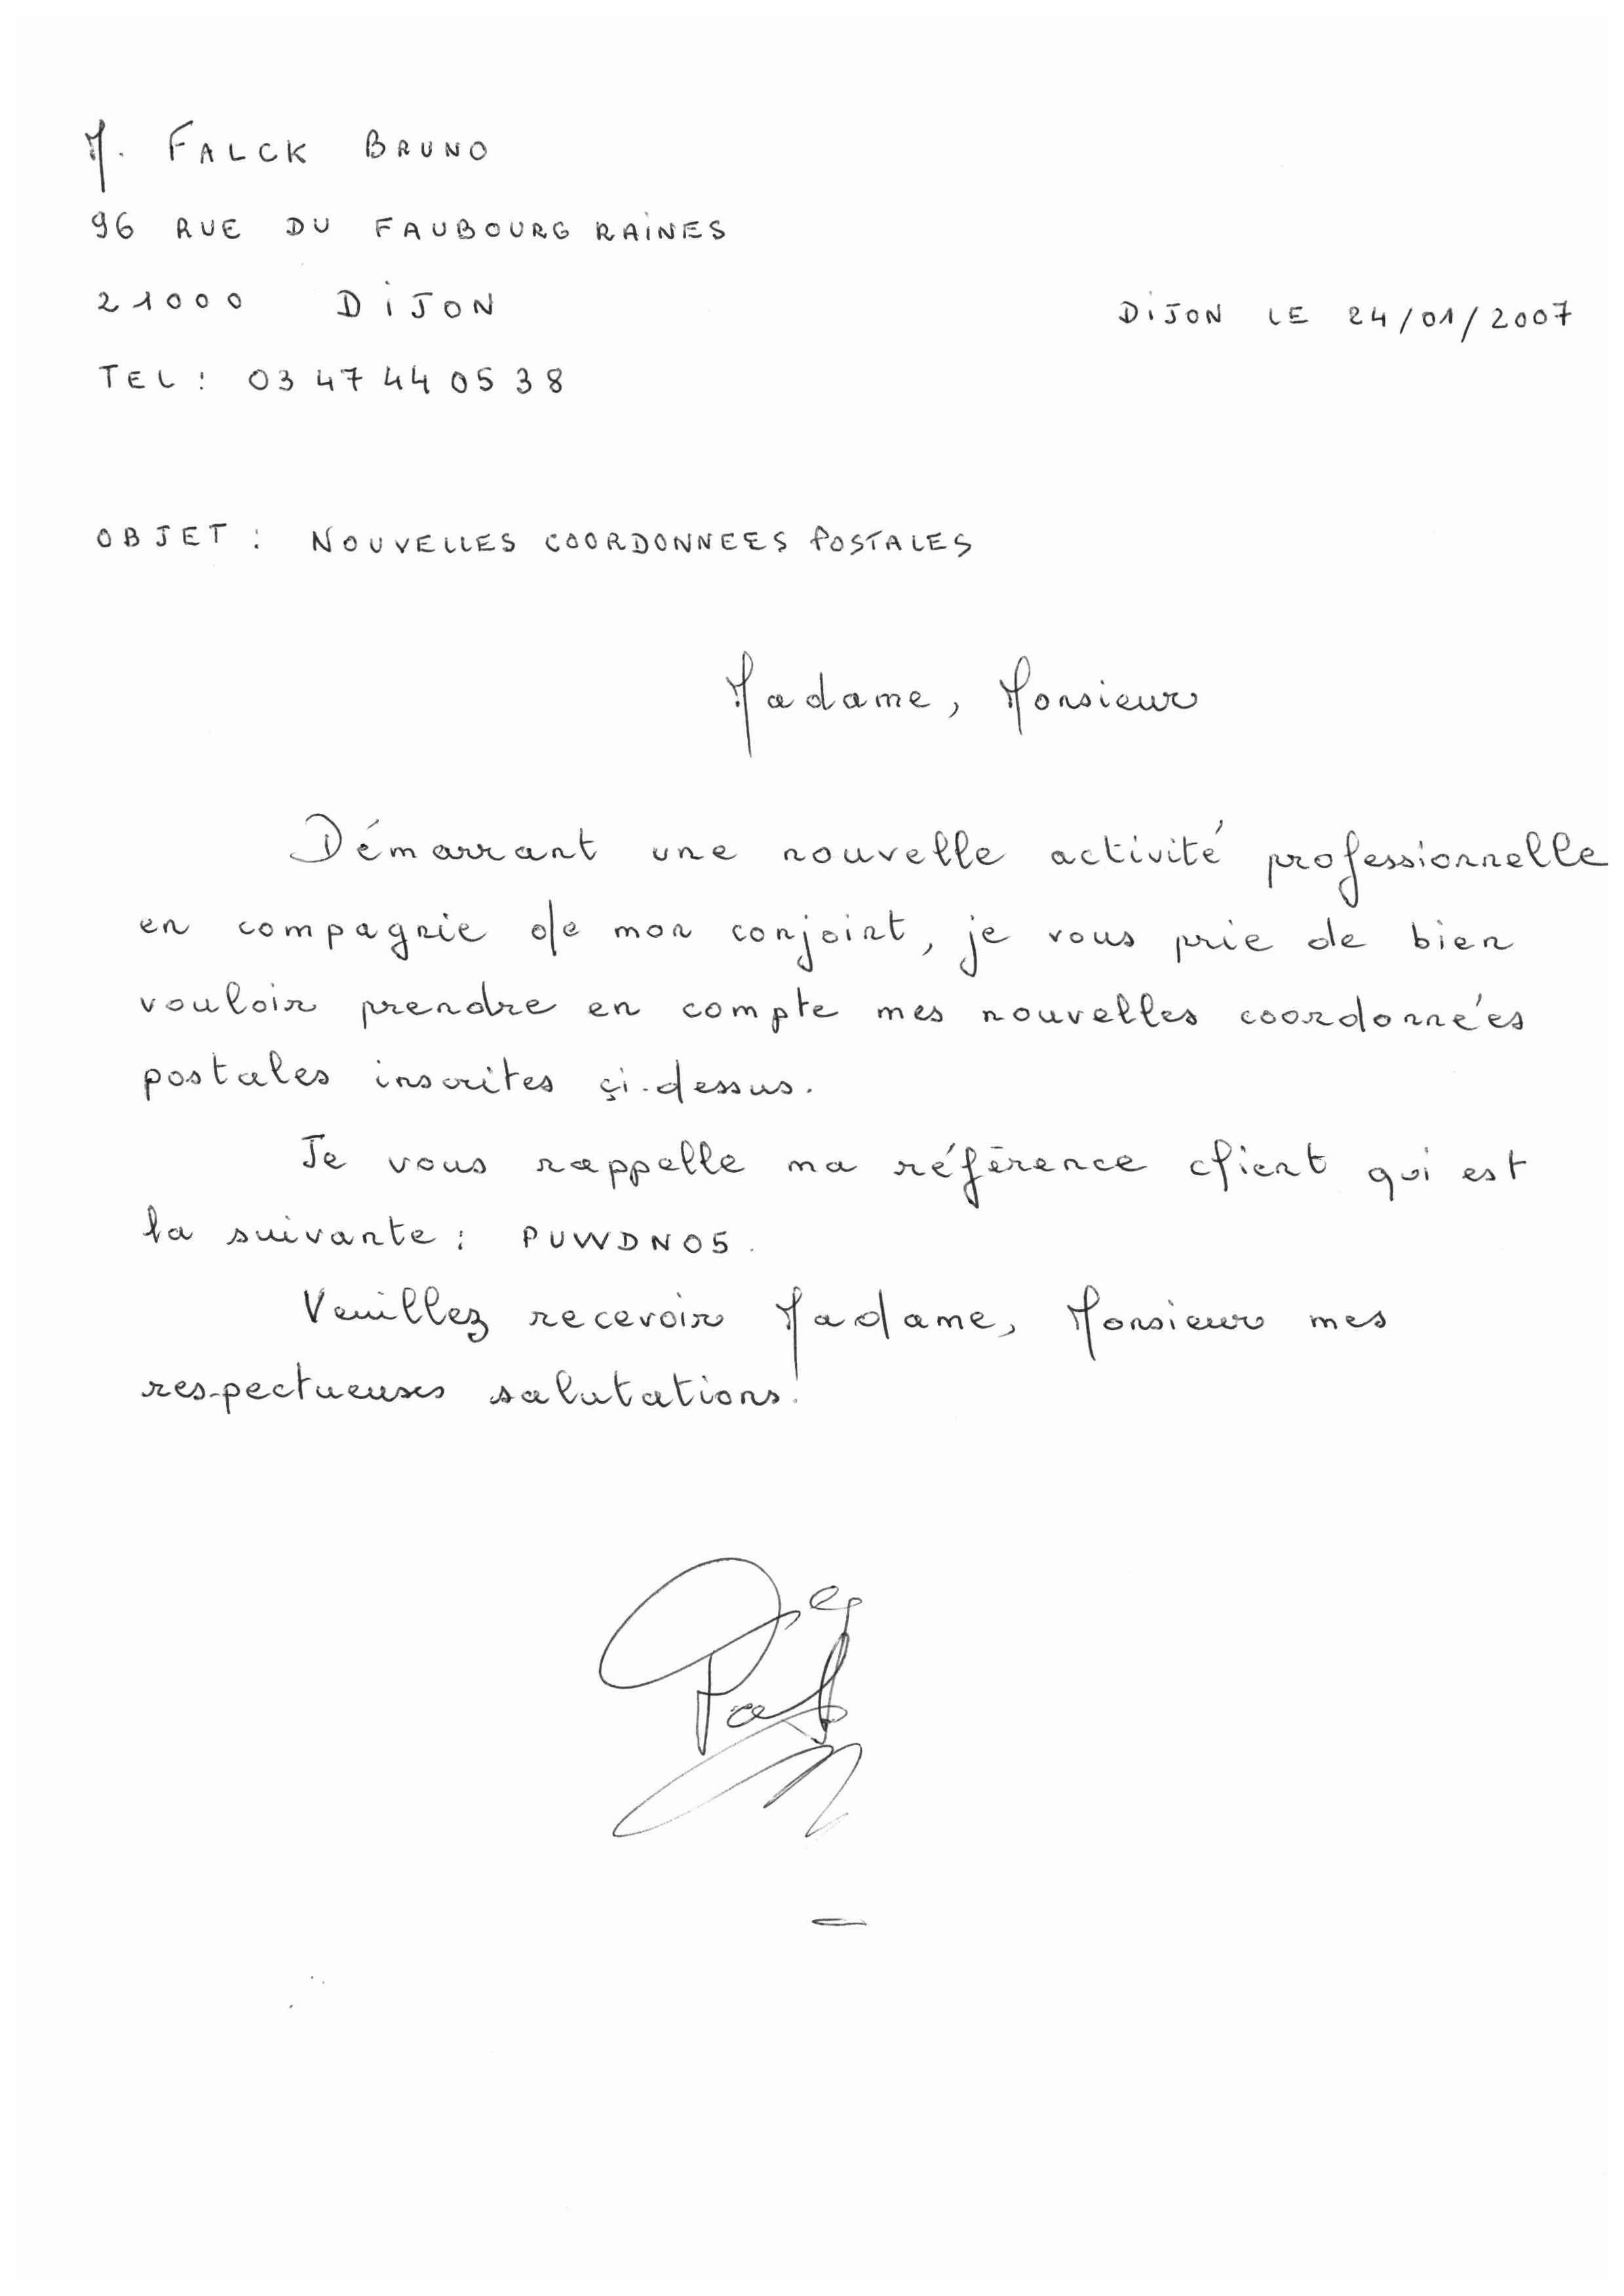 M. FALCK BRUNO
96 RUE DU FAUBOURG RAINES
21000 DIJON
DIJON LE 24/01/2007
TEL : 03 47 44 05 38
OBJET : NOUVELLES COORDONNEES POSTALES
Madame, Monsieur
Démarrant une nouvelle activité professionnelle
en compagnie de mon conjoint, je vous prie de bien
vouloir prendre en compte mes nouvelles coordonnées
postales inscrites çi-dessus.
Je vous rappelle ma référence client qui est
la suivante : PUWDN05.
Veuillez recevoir Madame, Monsieur mes
respectueuses salutations.